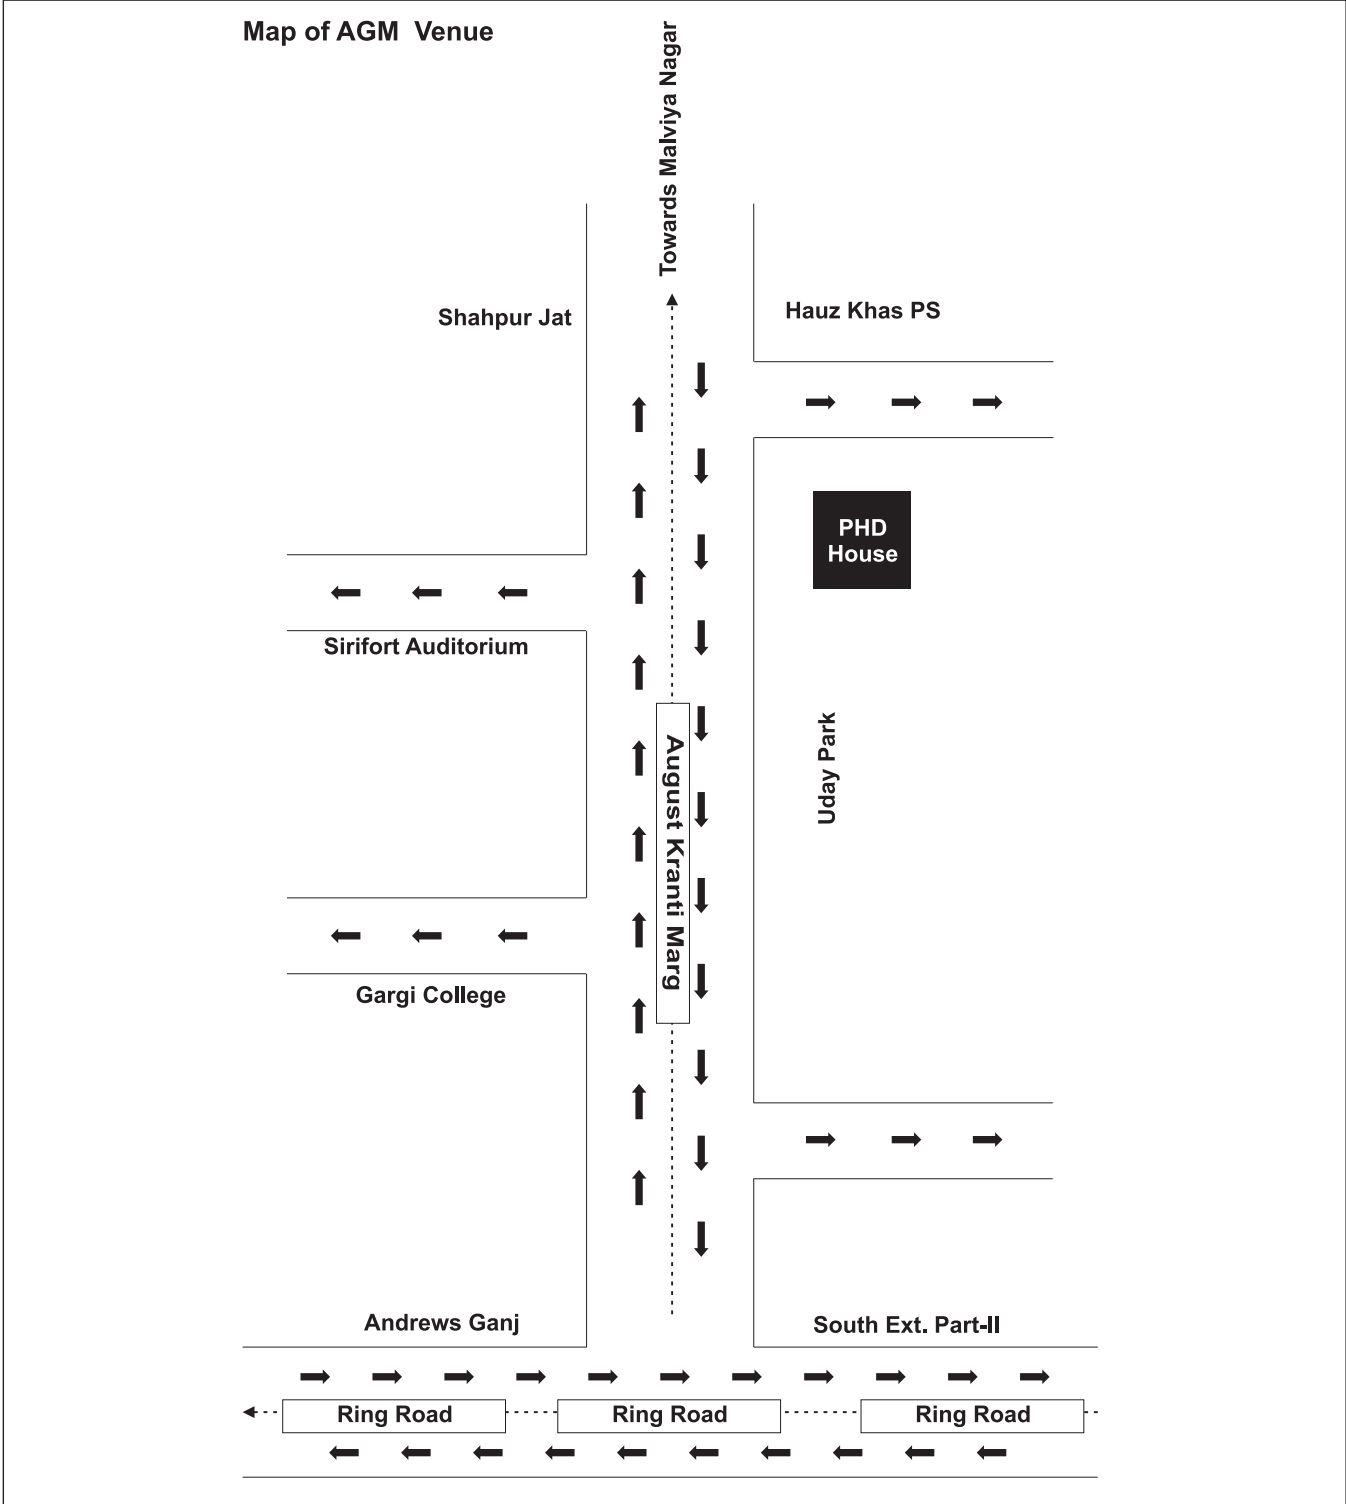 Map of AGM Venue
Towards Malviya Nagar
Shahpur Jat
Hauz Khas PS
PHD
House
Sirifort Auditorium
Uday Park
August Kranti Marg
Gargi College
Andrews Ganj
South Ext. Part-II
Ring Road
Ring Road
Ring Road